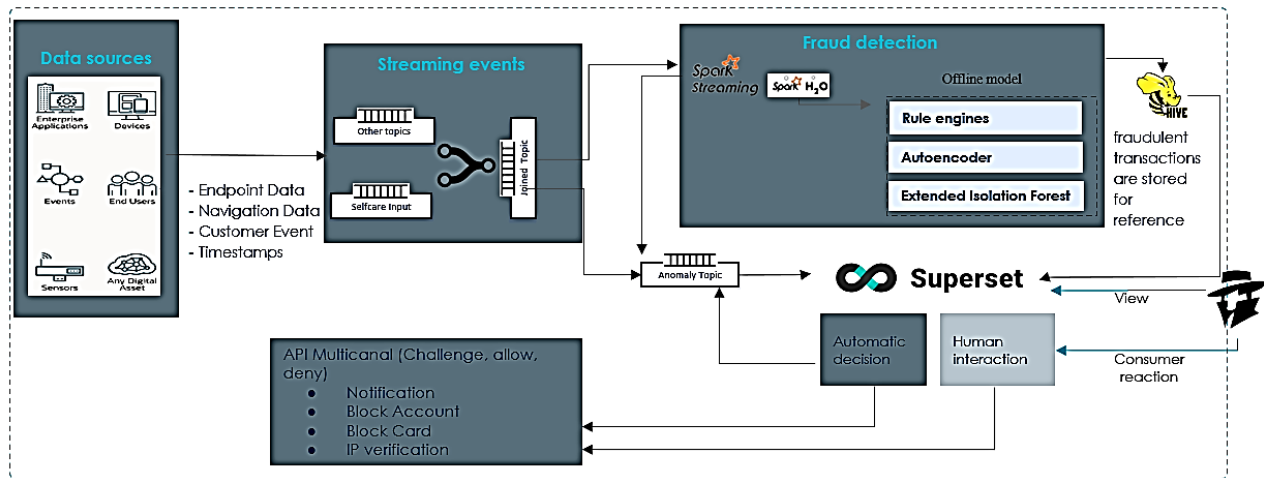 Data sources
Enterprise
Applications
Devices
Events
End Users
Sensors
Any Digital
Asset
- Endpoint Data
- Navigation Data
- Customer Event
- Timestamps
Streaming events
Other topics
Selfcare Input
Joined Topic
Fraud detection
Spark
Streaming
Spark H2O
Offline model
Rule engines
Autoencoder
Extended Isolation Forest
HIVE
fraudulent
transactions
are stored
for
reference
Anomaly Topic
Superset
View
Automatic
decision
Human
interaction
Consumer
reaction
API Multicanal (Challenge, allow,
deny)
● Notification
● Block Account
● Block Card
● IP verification